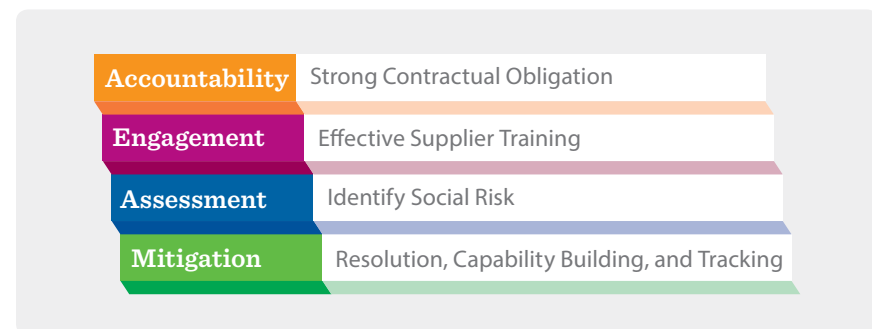 Accountability Strong Contractual Obligation
Engagement Effective Supplier Training
Assessment Identify Social Risk
Mitigation Resolution, Capability Building, and Tracking